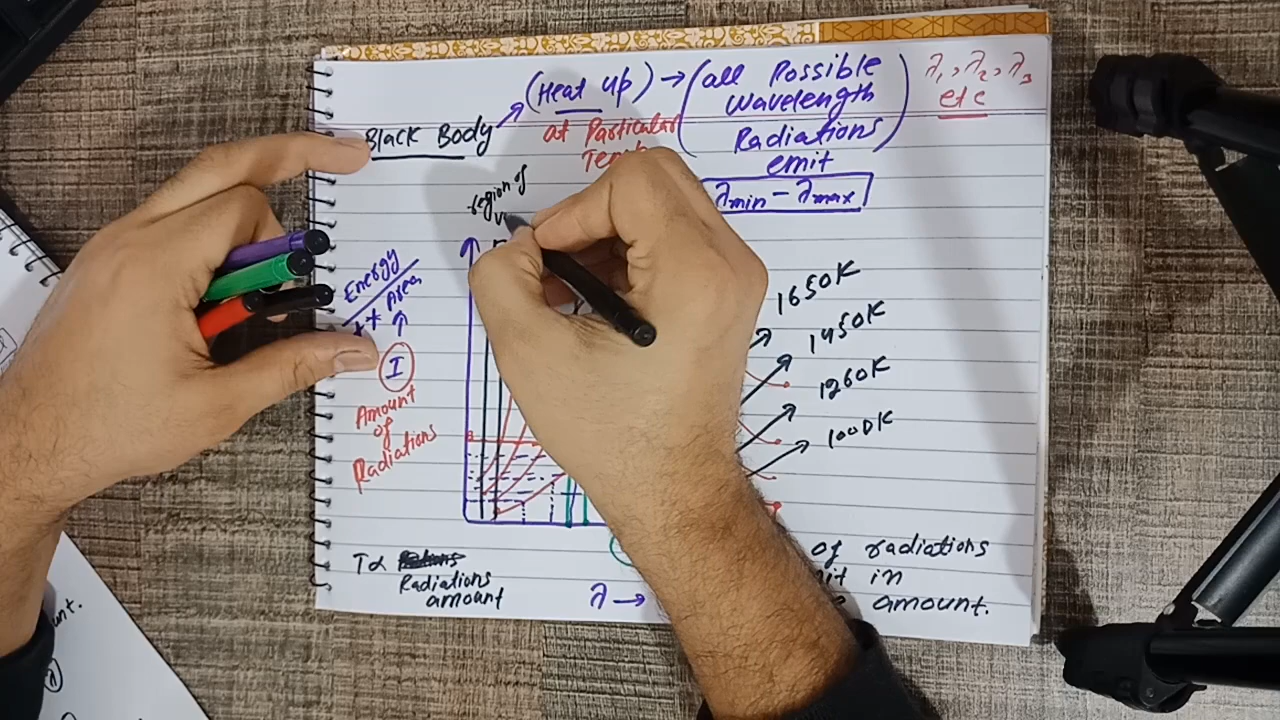 (Heat up) → (all Possible
Wavelength
Radiations)
emit
λ1, λ2, λ3
etc
Black Body
at Particular
λmin - λmax
region of
Energy
Area
I
Amount
of
Radiations
1650K
1450K
1260K
1000K
T α
Radiations
amount
λ →
of radiations
in
amount.
unt.